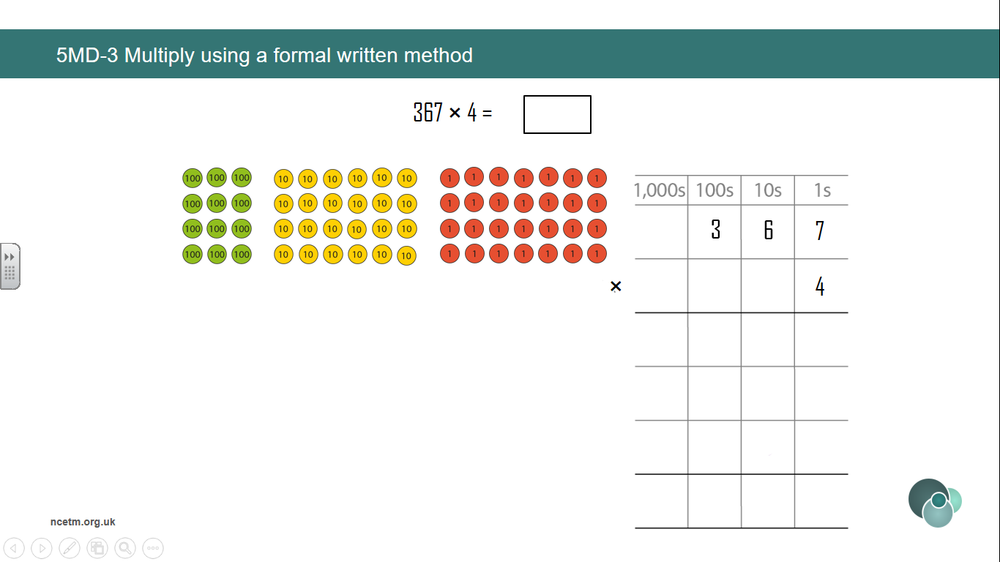 5MD-3 Multiply using a formal written method
367 × 4 =
100 100 100 10 10 10 10 10 10 1 1 1 1 1 1 1
100 100 100 10 10 10 10 10 10 1 1 1 1 1 1 1
100 100 100 10 10 10 10 10 10 1 1 1 1 1 1 1
100 100 100 10 10 10 10 10 10 1 1 1 1 1 1 1
1,000s 100s 10s 1s
3 6 7
× 4
ncetm.org.uk